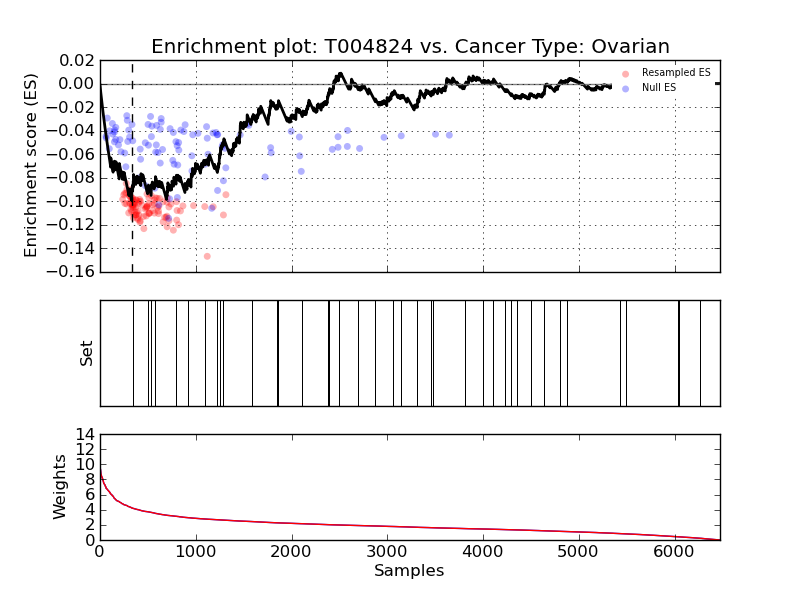 Enrichment plot: T004824 vs. Cancer Type: Ovarian
Enrichment score (ES)
0.02
0.00
−0.02
−0.04
−0.06
−0.08
−0.10
−0.12
−0.14
−0.16
Resampled ES
Null ES
Set
Weights
14
12
10
8
6
4
2
0
0 1000 2000 3000 4000 5000 6000
Samples